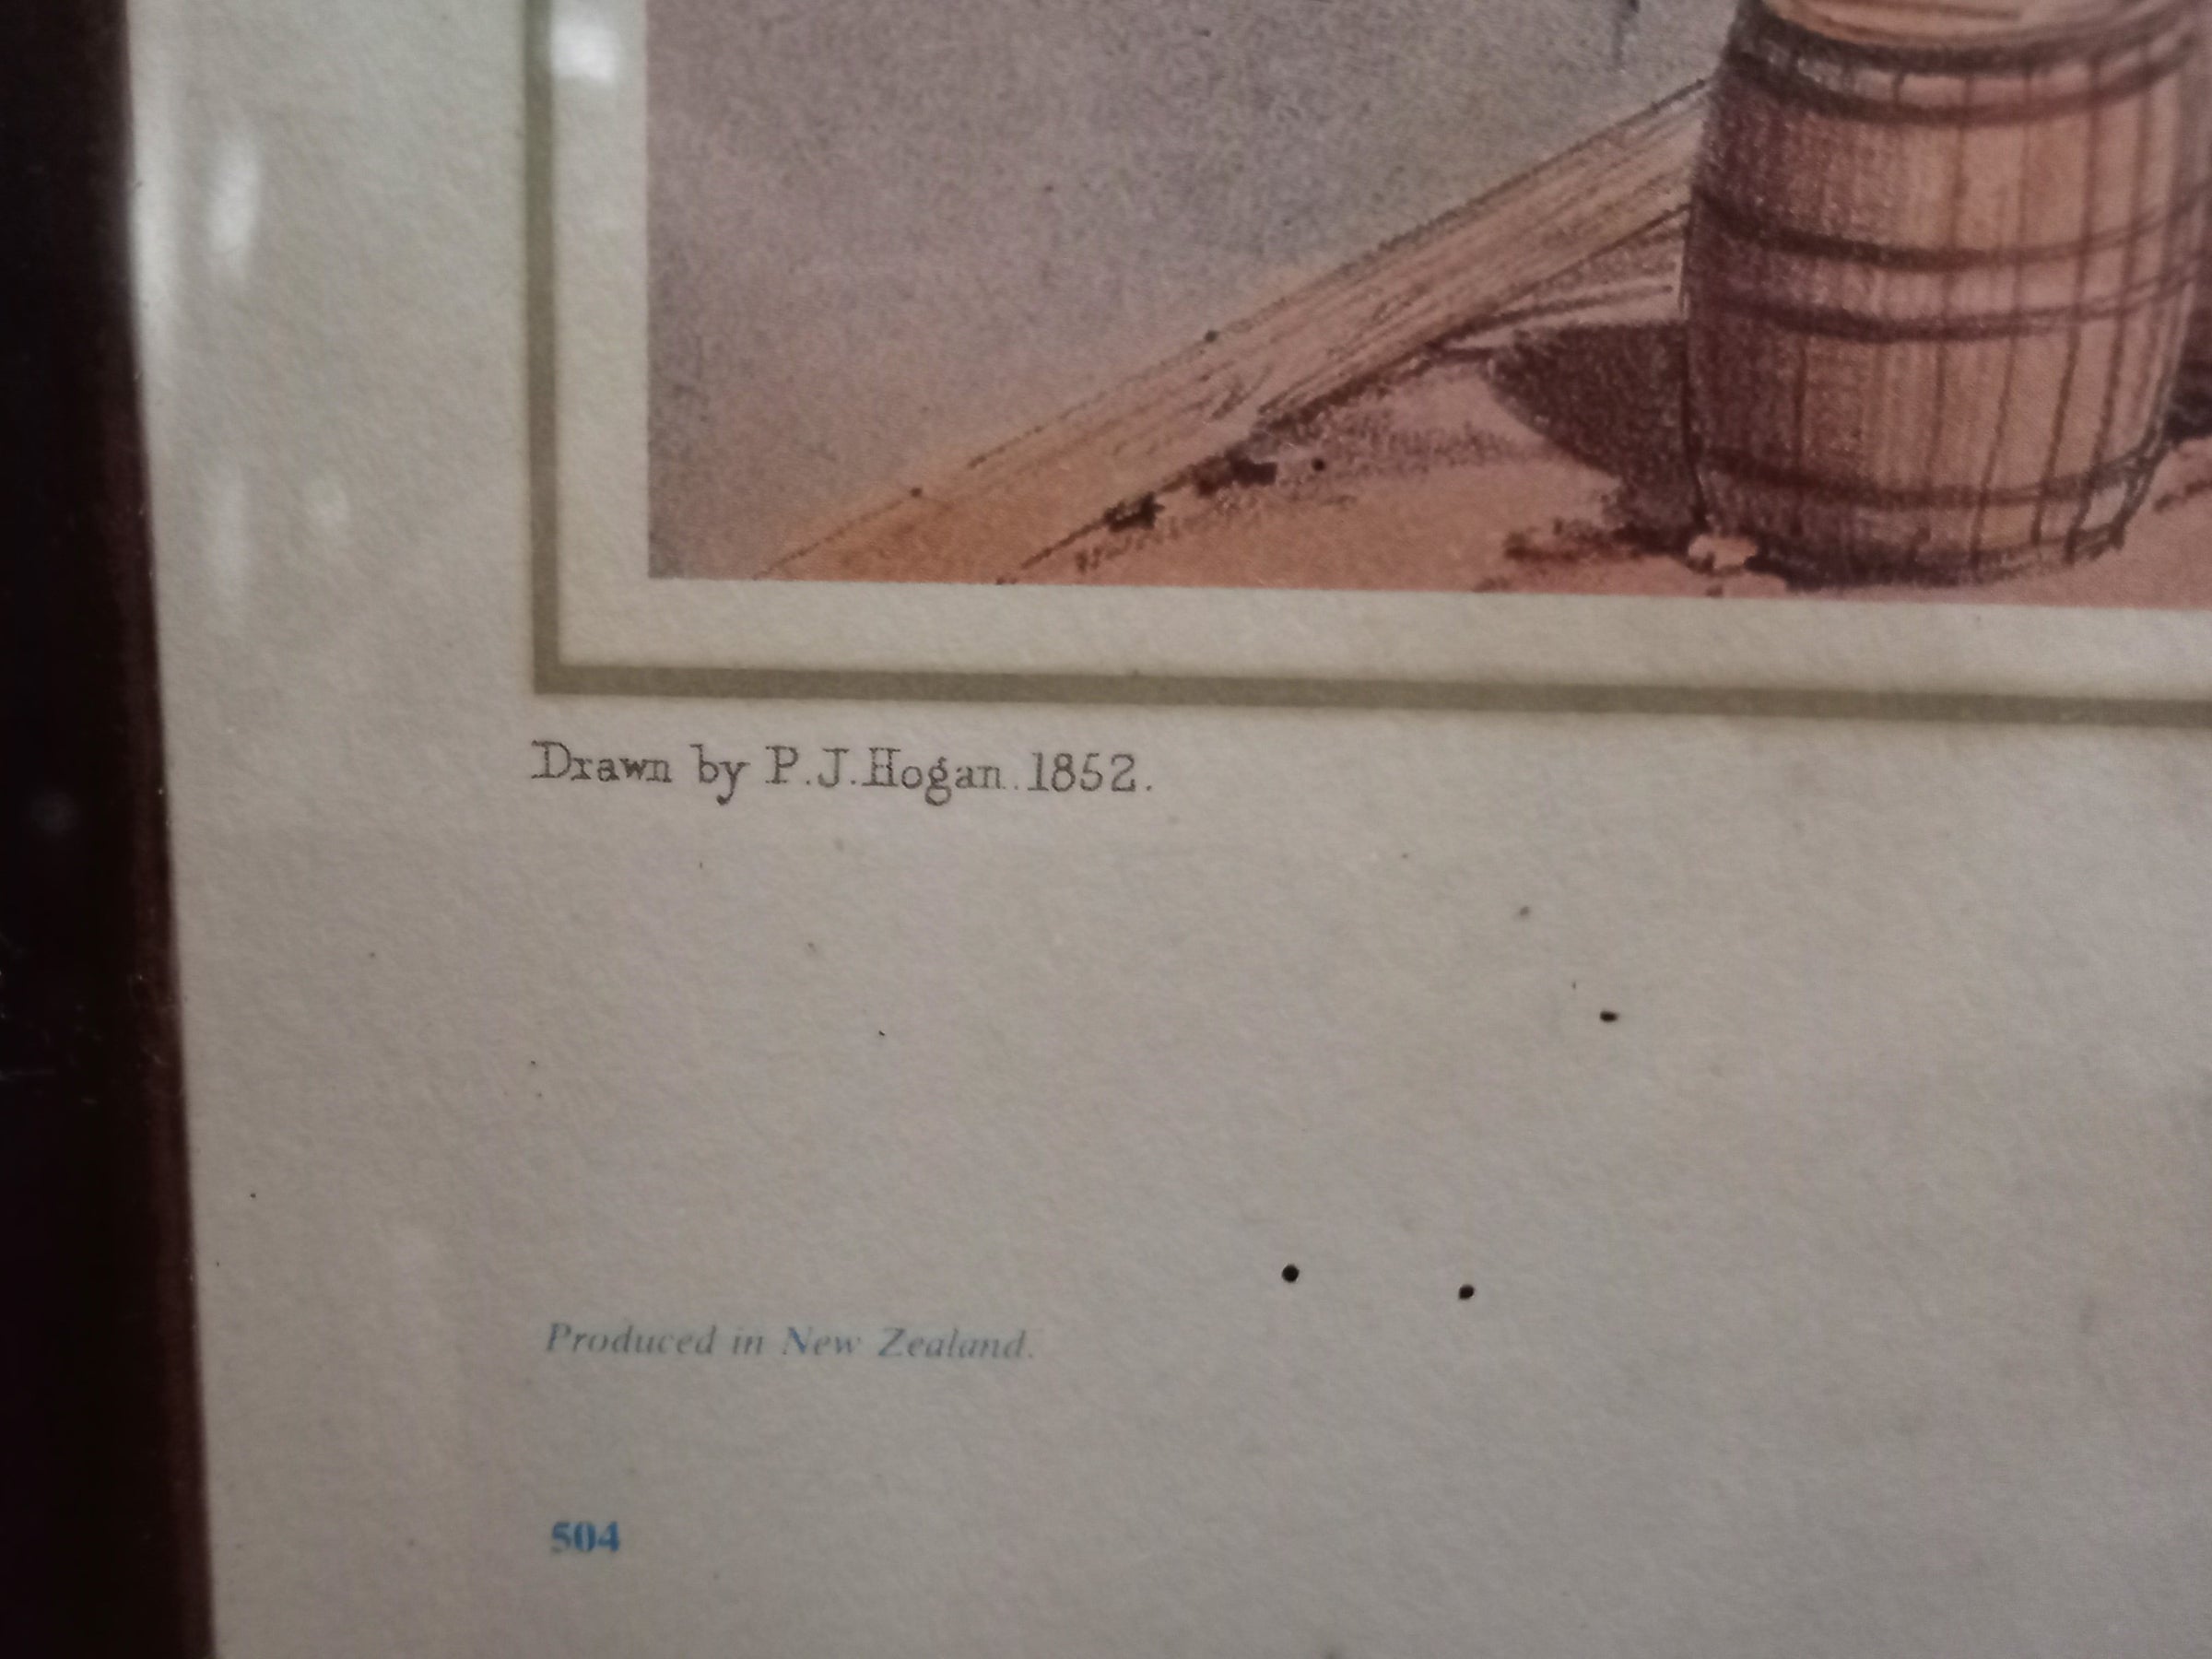 Drawn by P.J.Hogan.1852.
Produced in New Zealand.
504